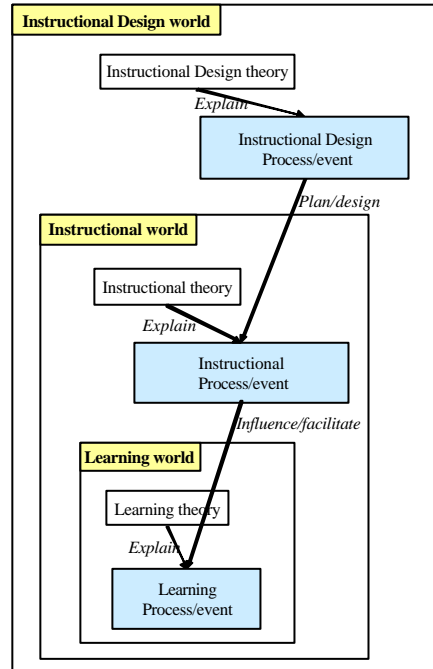 Instructional Design world
Instructional Design theory
Explain
Instructional Design
Process/event
Plan/design
Instructional world
Instructional theory
Explain
Instructional
Process/event
Influence/facilitate
Learning world
Learning theory
Explain
Learning
Process/event